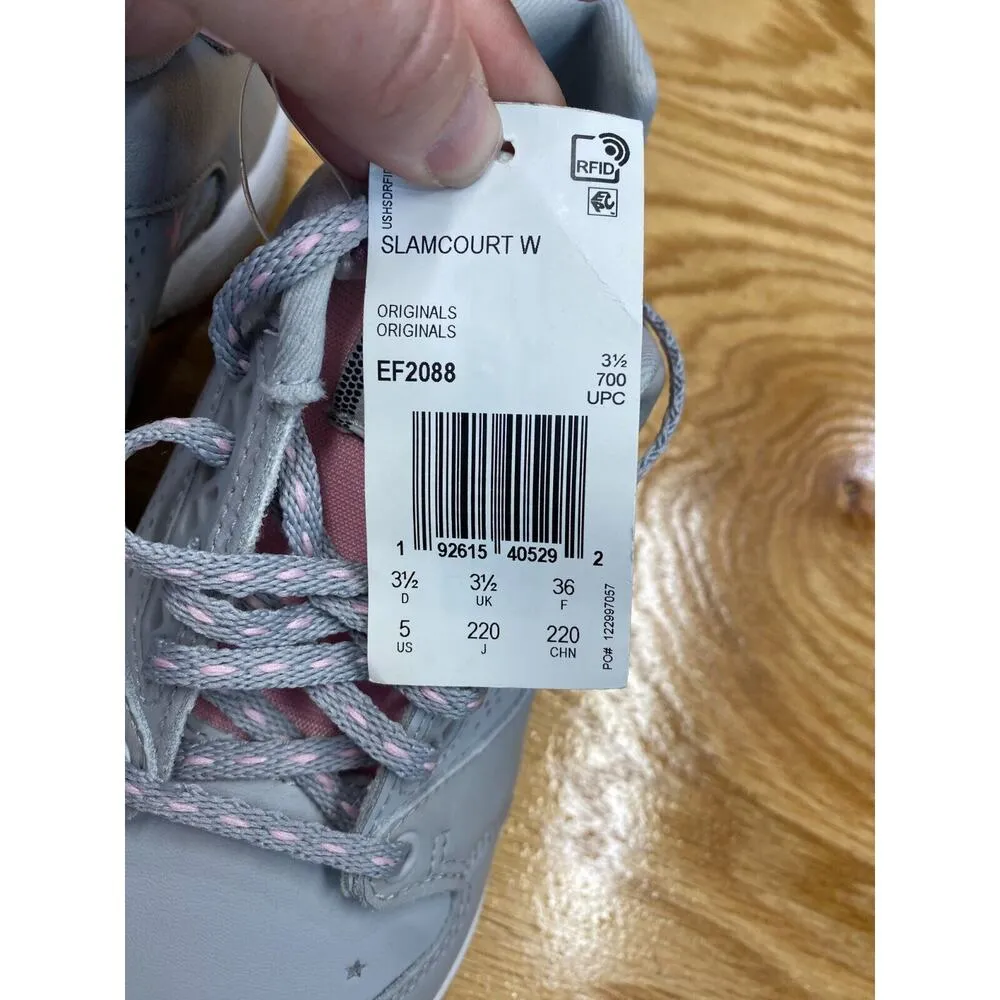 RFID
EPC
USHSDRFID
SLAMCOURT W
ORIGINALS
ORIGINALS
EF2088
3½
700
UPC
1 92615 40529 2
3½ 3½ 36
D UK F
5 220 220
US J CHN
PO# 122997057